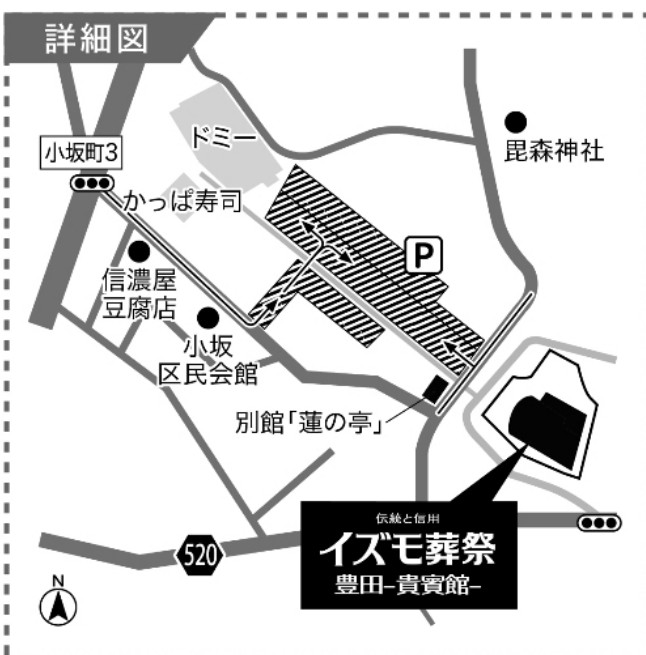 詳細図
ドミー
小坂町3
毘森神社
かっぱ寿司
P
信濃屋
豆腐店
小坂
区民会館
別館「蓮の亭」
伝統と信用
イズモ葬祭
豊田-貴賓館-
520
N